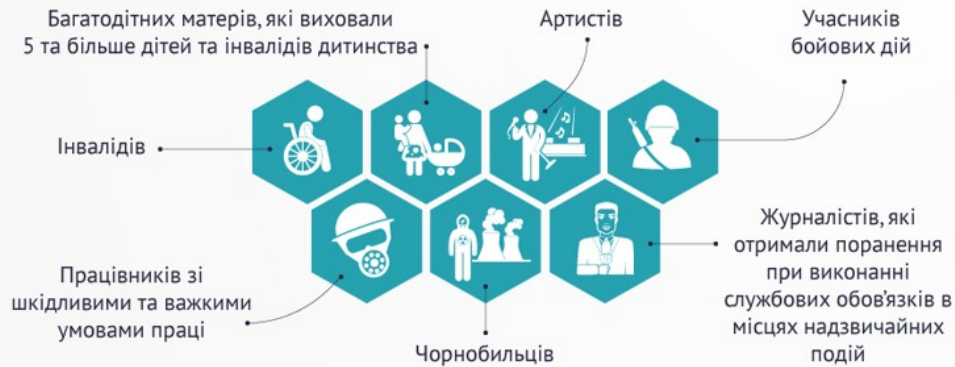 Багатодітних матерів, які виховали
5 та більше дітей та інвалідів дитинства
Артистів
Учасників
бойових дій
Інвалідів
Працівників зі
шкідливими та важкими
умовами праці
Чорнобильців
Журналістів, які
отримали поранення
при виконанні
службових обов’язків в
місцях надзвичайних
подій